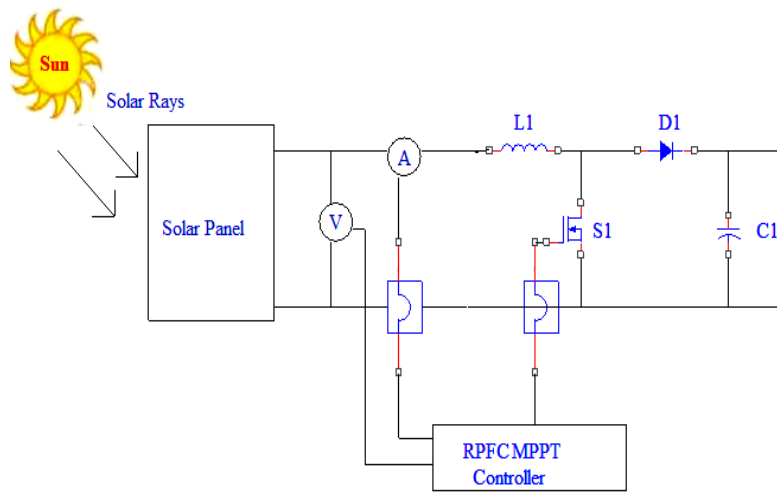 Sun
Solar Rays
Solar Panel
A
V
L1
D1
S1
C1
RPFC MPPT
Controller